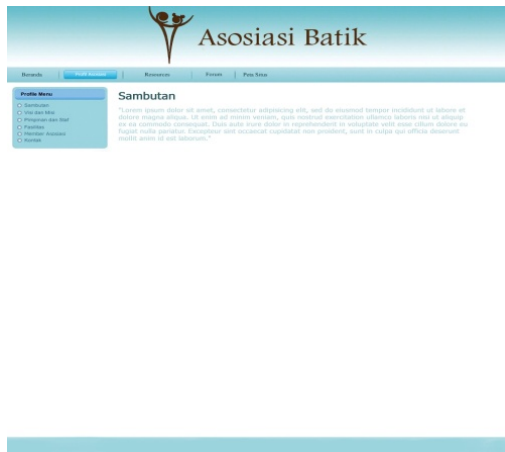 Asosiasi Batik
Beranda
Profil Asosiasi
Resources
Forum
Peta Situs
Profile Menu
Sambutan
Visi dan Misi
Pimpinan dan Staf
Fasilitas
Member Asosiasi
Kontak
Sambutan
"Lorem ipsum dolor sit amet, consectetur adipisicing elit, sed do eiusmod tempor incididunt ut labore et
dolore magna aliqua. Ut enim ad minim veniam, quis nostrud exercitation ullamco laboris nisi ut aliquip
ex ea commodo consequat. Duis aute irure dolor in reprehenderit in voluptate velit esse cillum dolore eu
fugiat nulla pariatur. Excepteur sint occaecat cupidatat non proident, sunt in culpa qui officia deserunt
mollit anim id est laborum."